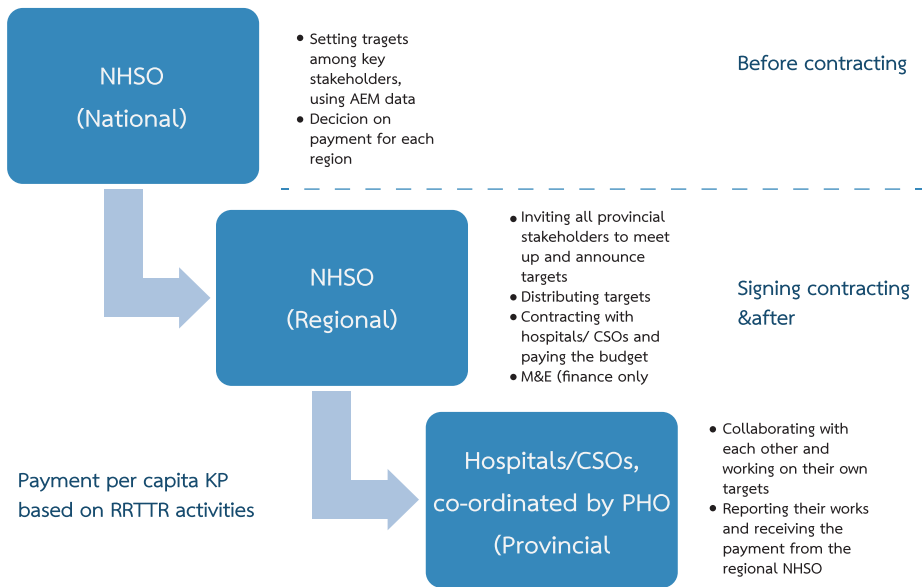 NHSO
(National)
• Setting tragets
among key
stakeholders,
using AEM data
• Decicion on
payment for each
region
Before contracting
NHSO
(Regional)
• Inviting all provincial
stakeholders to meet
up and announce
targets
• Distributing targets
• Contracting with
hospitals/ CSOs and
paying the budget
• M&E (finance only
Signing contracting
&after
Payment per capita KP
based on RRTTR activities
Hospitals/CSOs,
co-ordinated by PHO
(Provincial
• Collaborating with
each other and
working on their own
targets
• Reporting their works
and receiving the
payment from the
regional NHSO